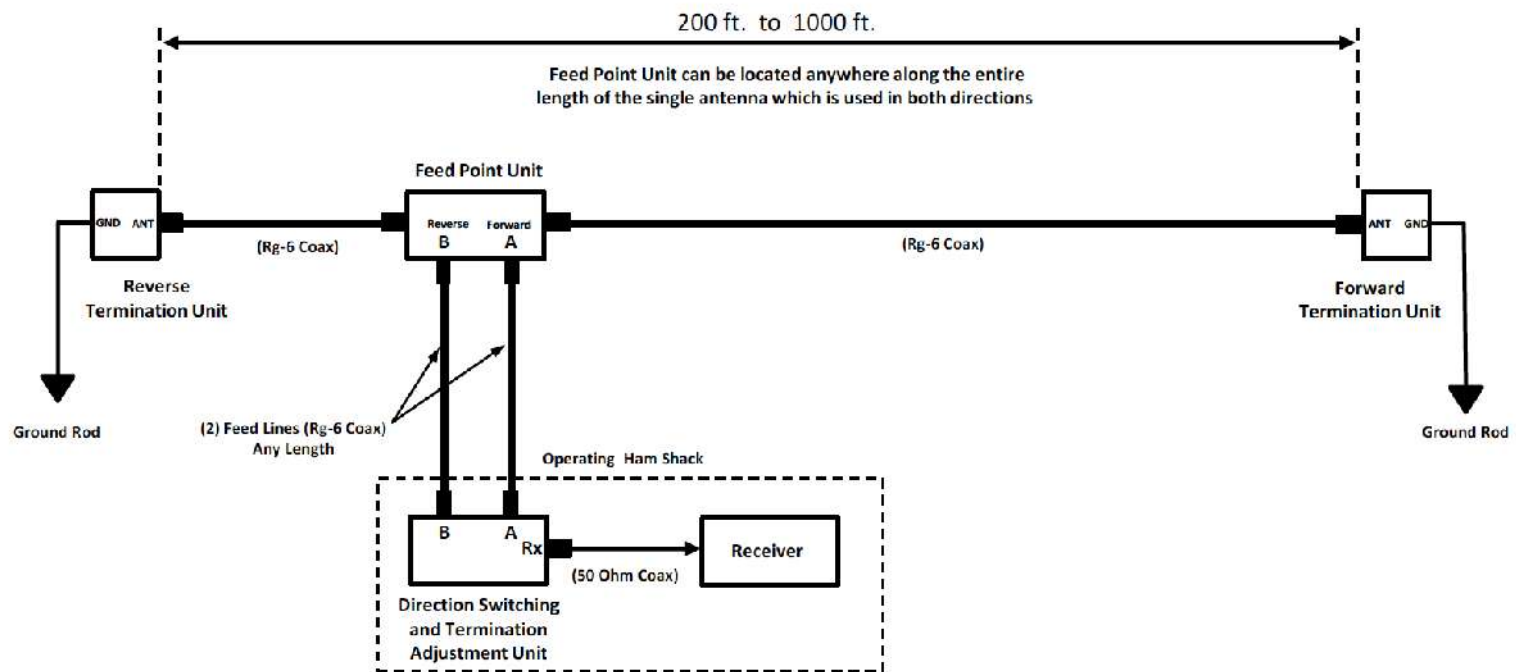 200 ft. to 1000 ft.
Feed Point Unit can be located anywhere along the entire
length of the single antenna which is used in both directions
Feed Point Unit
GND ANT
Reverse Forward
B A
ANT GND
(Rg-6 Coax)
(Rg-6 Coax)
Reverse
Termination Unit
Forward
Termination Unit
Ground Rod
(2) Feed Lines (Rg-6 Coax)
Any Length
Ground Rod
Operating Ham Shack
B A
Rx
Receiver
(50 Ohm Coax)
Direction Switching
and Termination
Adjustment Unit